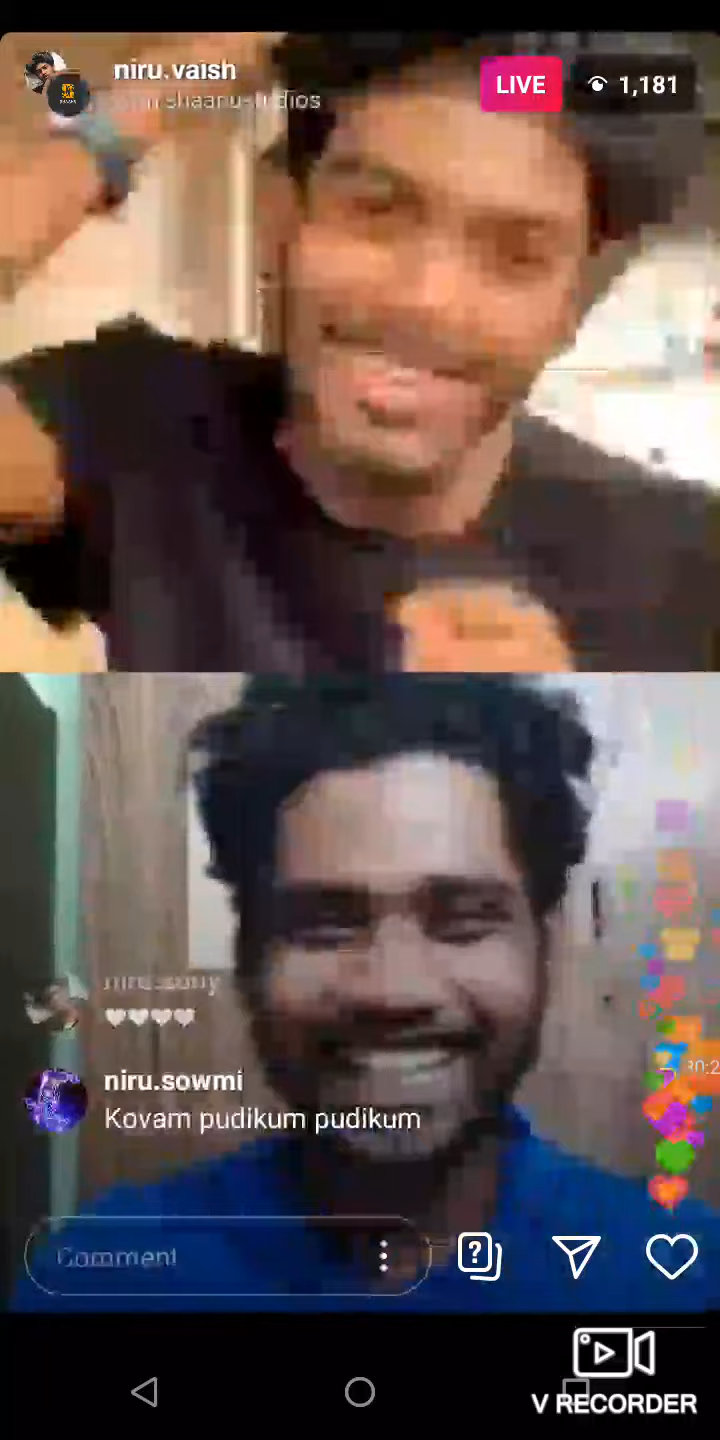 niru.vaish
LIVE
1,181
♥♥♥♥
niru.sowmi
Kovam pudikum pudikum
Comment
V RECORDER